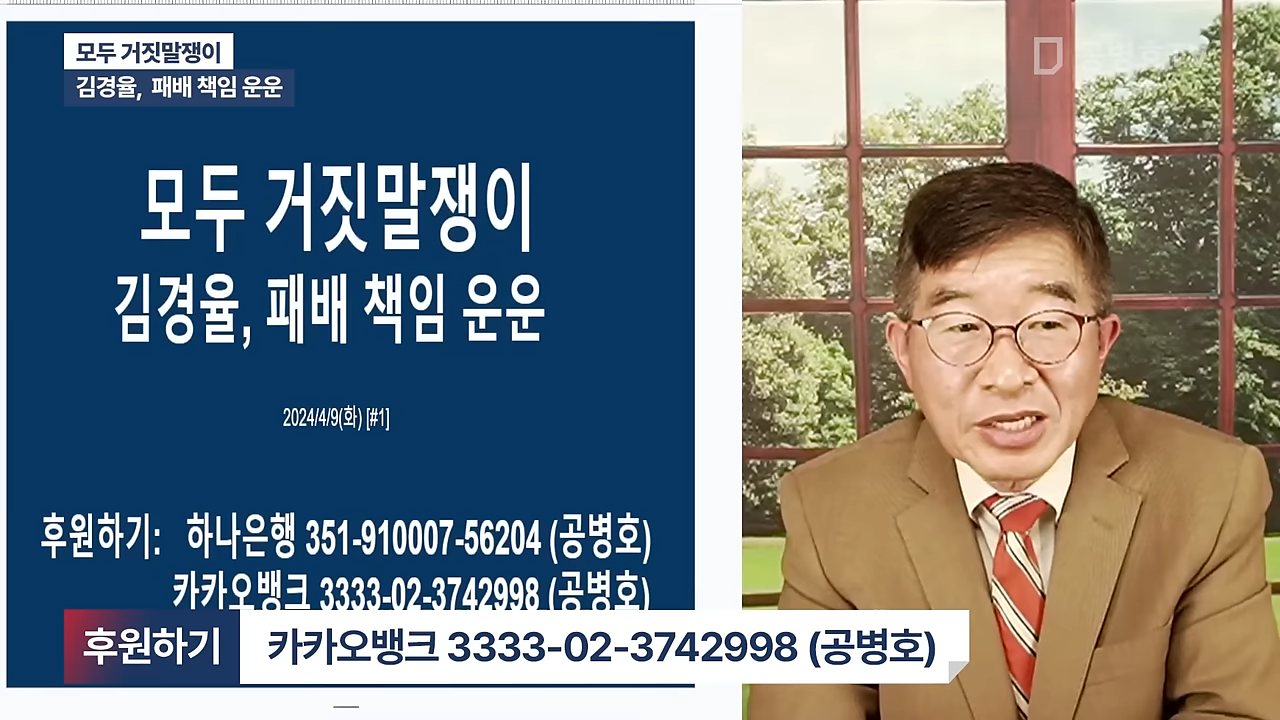 모두 거짓말쟁이
김경율, 패배 책임 운운
모두 거짓말쟁이
김경율, 패배 책임 운운
2024/4/9(화) [#1]
후원하기: 하나은행 351-910007-56204 (공병호)
카카오뱅크 3333-02-3742998 (공병호)
후원하기 카카오뱅크 3333-02-3742998 (공병호)